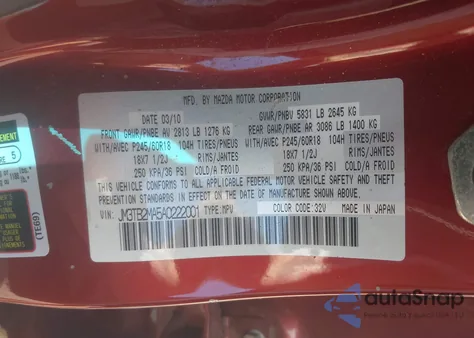 MFD. BY MAZDA MOTOR CORPORATION
DATE 03/10
GVWR/PNBV 5831 LB 2645 KG
FRONT GAWR/PNBE AV 2813 LB 1276 KG
REAR GAWR/PNBE AR 3086 LB 1400 KG
WITH/AVEC P245/60R18 104H TIRES/PNEUS
WITH/AVEC P245/60R18 104H TIRES/PNEUS
18X7 1/2J RIMS/JANTES
18X7 1/2J RIMS/JANTES
250 KPA/36 PSI COLD/A FROID
250 KPA/36 PSI COLD/A FROID
THIS VEHICLE CONFORMS TO ALL APPLICABLE FEDERAL MOTOR VEHICLE SAFETY, BUMPER, AND THEFT
PREVENTION STANDARDS IN EFFECT ON THE DATE OF MANUFACTURE SHOWN ABOVE.
VIN: JM3TB2MA5A0222001 TYPE:MPV COLOR CODE:32V MADE IN JAPAN
(TE69)
5
autoSnap